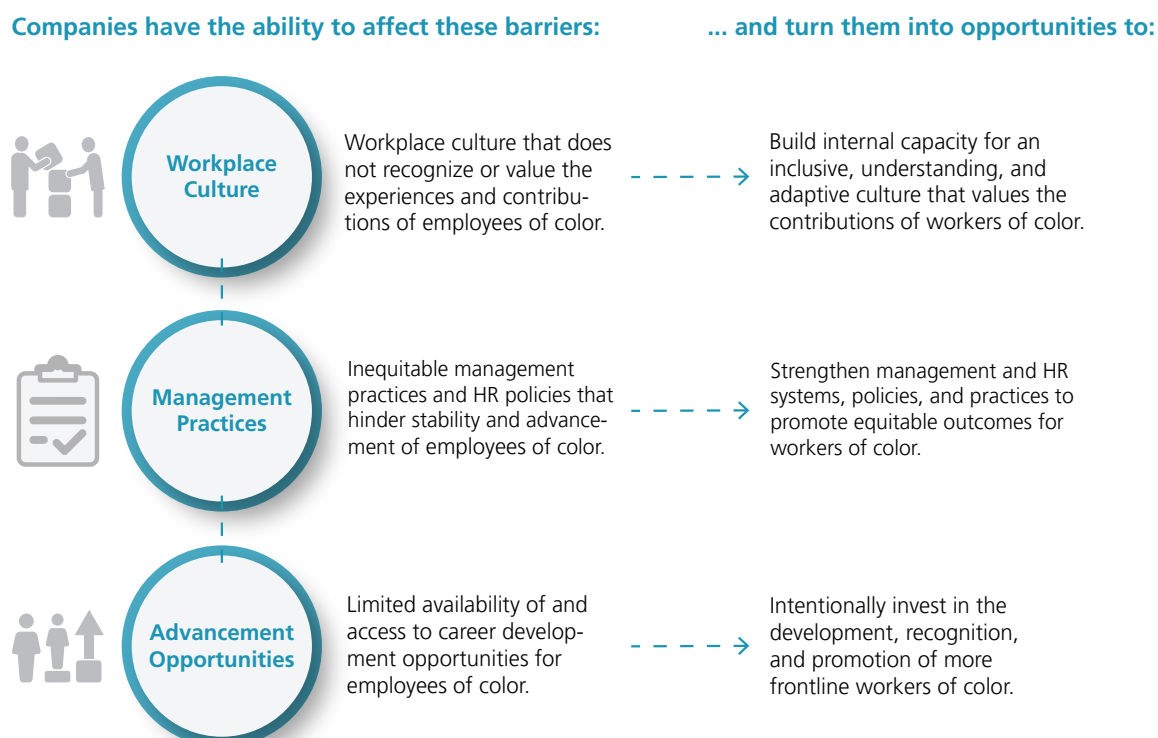 Companies have the ability to affect these barriers:
... and turn them into opportunities to:
Workplace
Culture
Workplace culture that does
not recognize or value the
experiences and contribu-
tions of employees of color.
Build internal capacity for an
inclusive, understanding, and
adaptive culture that values the
contributions of workers of color.
Management
Practices
Inequitable management
practices and HR policies that
hinder stability and advance-
ment of employees of color.
Strengthen management and HR
systems, policies, and practices to
promote equitable outcomes for
workers of color.
Advancement
Opportunities
Limited availability of and
access to career develop-
ment opportunities for
employees of color.
Intentionally invest in the
development, recognition,
and promotion of more
frontline workers of color.